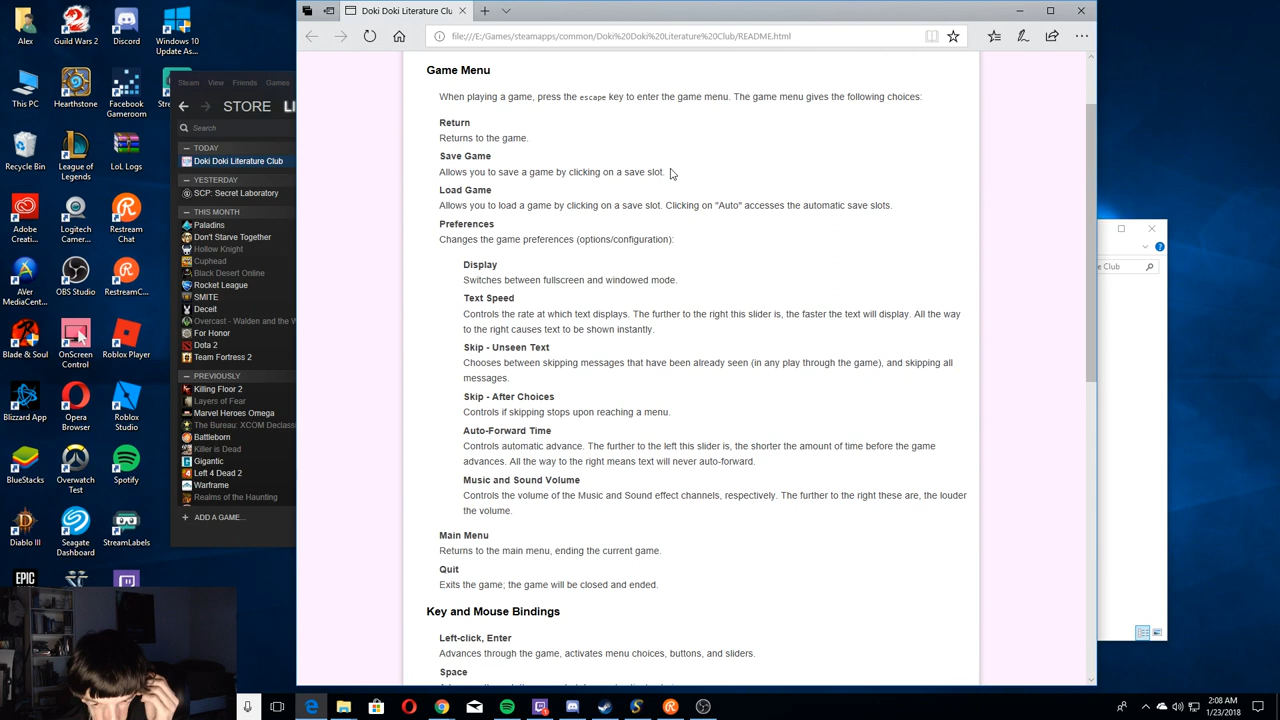 Doki Doki Literature Clu
file:///E:/Games/steamapps/common/Doki%20Doki%20Literature%20Club/README.html
Alex
Guild Wars 2
Discord
Windows 10
Update As...
This PC
Hearthstone
Facebook
Gameroom
Recycle Bin
League of
Legends
LoL Logs
Adobe
Creati...
Logitech
Camer...
Restream
Chat
AVer
MediaCent...
OBS Studio
RestreamC...
Blade & Soul
OnScreen
Control
Roblox Player
Blizzard App
Opera
Browser
Roblox
Studio
BlueStacks
Overwatch
Test
Spotify
Diablo III
Seagate
Dashboard
StreamLabels
EPIC
Steam View Friends Games
STORE
Search
TODAY
Doki Doki Literature Club
YESTERDAY
SCP: Secret Laboratory
THIS MONTH
Paladins
Don't Starve Together
Hollow Knight
Cuphead
Black Desert Online
Rocket League
SMITE
Deceit
Overcast - Walden and the W
For Honor
Dota 2
Team Fortress 2
PREVIOUSLY
Killing Floor 2
Layers of Fear
Marvel Heroes Omega
The Bureau: XCOM Declass
Battleborn
Killer is Dead
Gigantic
Left 4 Dead 2
Warframe
Realms of the Haunting
ADD A GAME...
Game Menu
When playing a game, press the escape key to enter the game menu. The game menu gives the following choices:
Return
Returns to the game.
Save Game
Allows you to save a game by clicking on a save slot.
Load Game
Allows you to load a game by clicking on a save slot. Clicking on "Auto" accesses the automatic save slots.
Preferences
Changes the game preferences (options/configuration):
Display
Switches between fullscreen and windowed mode.
Text Speed
Controls the rate at which text displays. The further to the right this slider is, the faster the text will display. All the way
to the right causes text to be shown instantly.
Skip - Unseen Text
Chooses between skipping messages that have been already seen (in any play through the game), and skipping all
messages.
Skip - After Choices
Controls if skipping stops upon reaching a menu.
Auto-Forward Time
Controls automatic advance. The further to the left this slider is, the shorter the amount of time before the game
advances. All the way to the right means text will never auto-forward.
Music and Sound Volume
Controls the volume of the Music and Sound effect channels, respectively. The further to the right these are, the louder
the volume.
Main Menu
Returns to the main menu, ending the current game.
Quit
Exits the game; the game will be closed and ended.
Key and Mouse Bindings
Left-click, Enter
Advances through the game, activates menu choices, buttons, and sliders.
Space
e Club
2:08 AM
1/23/2018